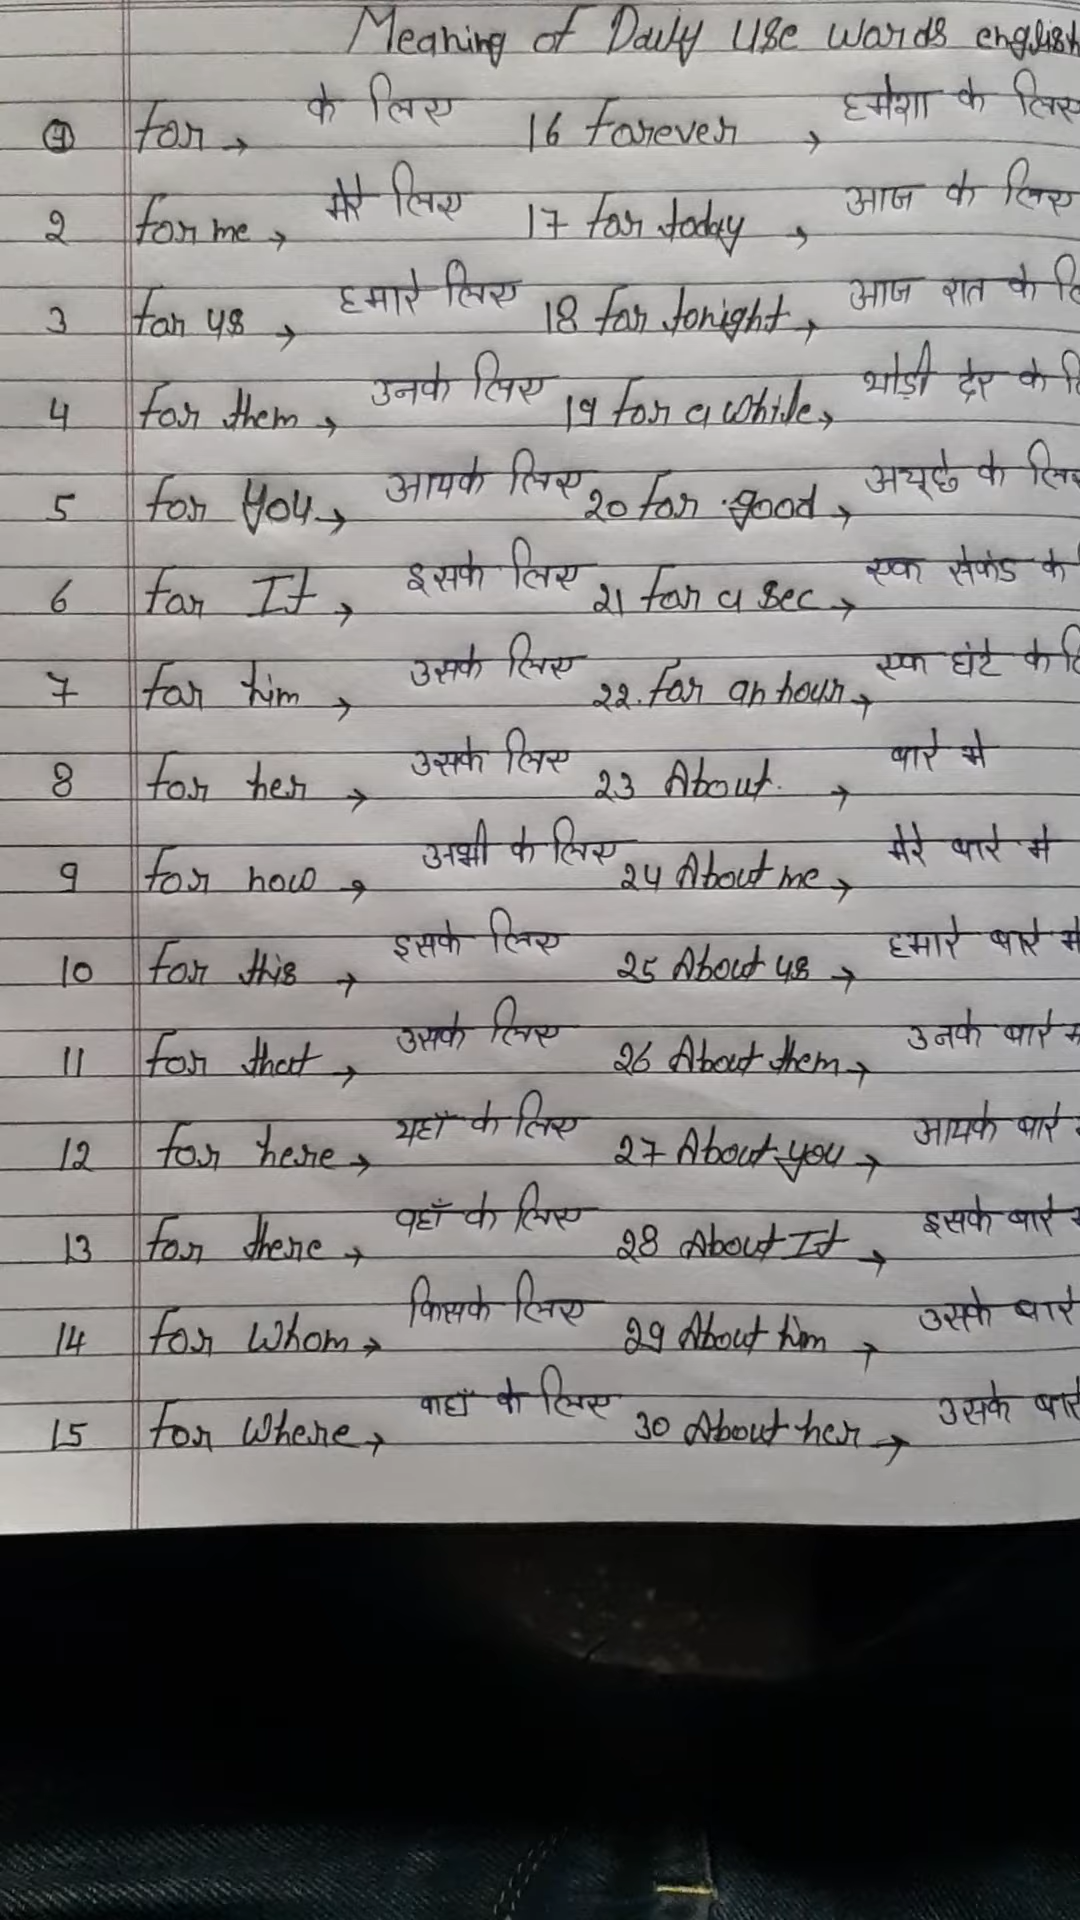 Meaning of Daily Use words english
1 for → के लिए 16 forever → हमेशा के लिए
2 for me → मेरे लिए 17 for today → आज के लिए
3 for us → हमारे लिए 18 for tonight → आज रात के लि
4 for them → उनके लिए 19 for a while → थोड़ी देर के लि
5 for you → आपके लिए 20 for good → अच्छे के लिए
6 for It → इसके लिए 21 for a sec → एक सेकंड के
7 for him → उसके लिए 22. for an hour → एक घंटे के लि
8 for her → उसके लिए 23 About. → बारे मे
9 for now → अभी के लिए 24 About me → मेरे बारे मे
10 for this → इसके लिए 25 About us → हमारे बारे मे
11 for that → उसके लिए 26 About them → उनके बारे म
12 for here → यहाँ के लिए 27 About you → आपके बारे
13 for there → वहाँ के लिए 28 About It → इसके बारे
14 for whom → किसके लिए 29 About him → उसके बारे
15 for where → कहाँ के लिए 30 About her → उसके बारे